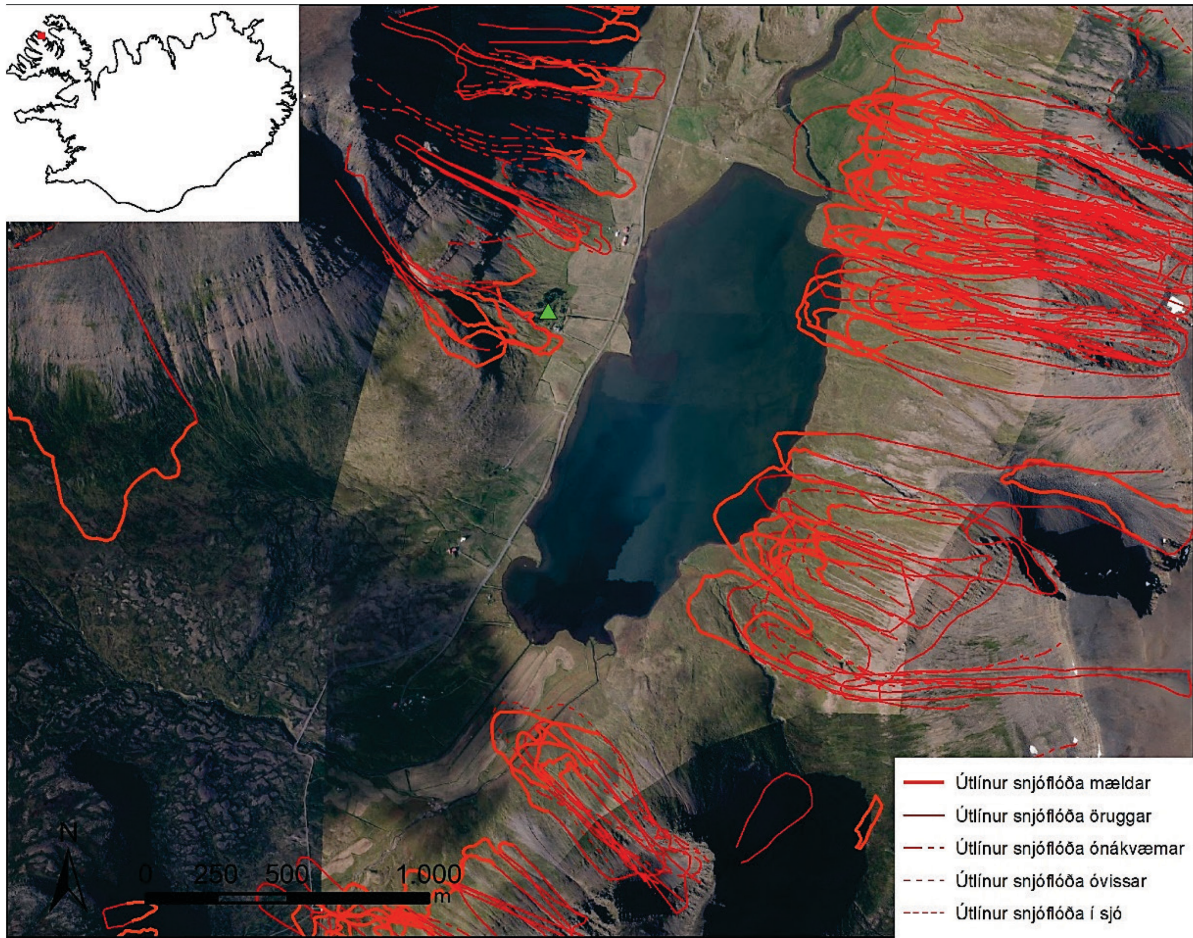 Útlínur snjóflóða mældar
Útlínur snjóflóða öruggar
Útlínur snjóflóða ónákvæmar
Útlínur snjóflóða óvissar
Útlínur snjóflóða í sjó
N
0 250 500 1.000
m